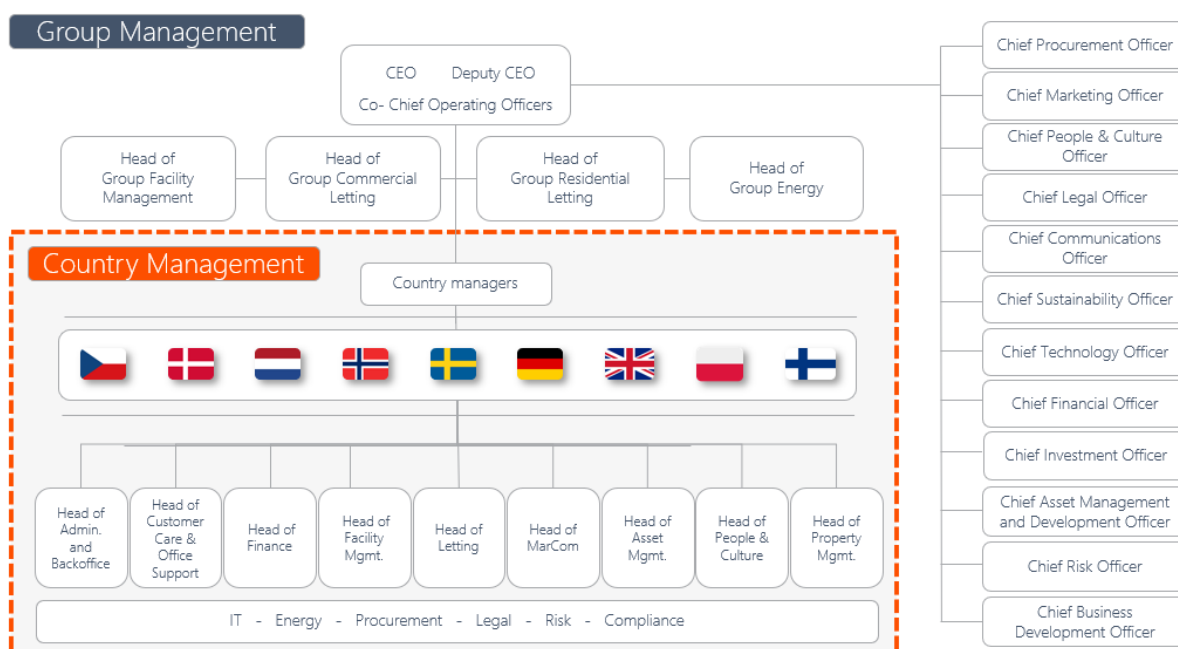 Group Management
CEO Deputy CEO
Co- Chief Operating Officers
Head of
Group Facility
Management
Head of
Group Commercial
Letting
Head of
Group Residential
Letting
Head of
Group Energy
Country Management
Country managers
Head of
Admin.
and
Backoffice
Head of
Customer
Care &
Office
Support
Head of
Finance
Head of
Facility
Mgmt.
Head of
Letting
Head of
MarCom
Head of
Asset
Mgmt.
Head of
People &
Culture
Head of
Property
Mgmt.
IT - Energy - Procurement - Legal - Risk - Compliance
Chief Procurement Officer
Chief Marketing Officer
Chief People & Culture
Officer
Chief Legal Officer
Chief Communications
Officer
Chief Sustainability Officer
Chief Technology Officer
Chief Financial Officer
Chief Investment Officer
Chief Asset Management
and Development Officer
Chief Risk Officer
Chief Business
Development Officer